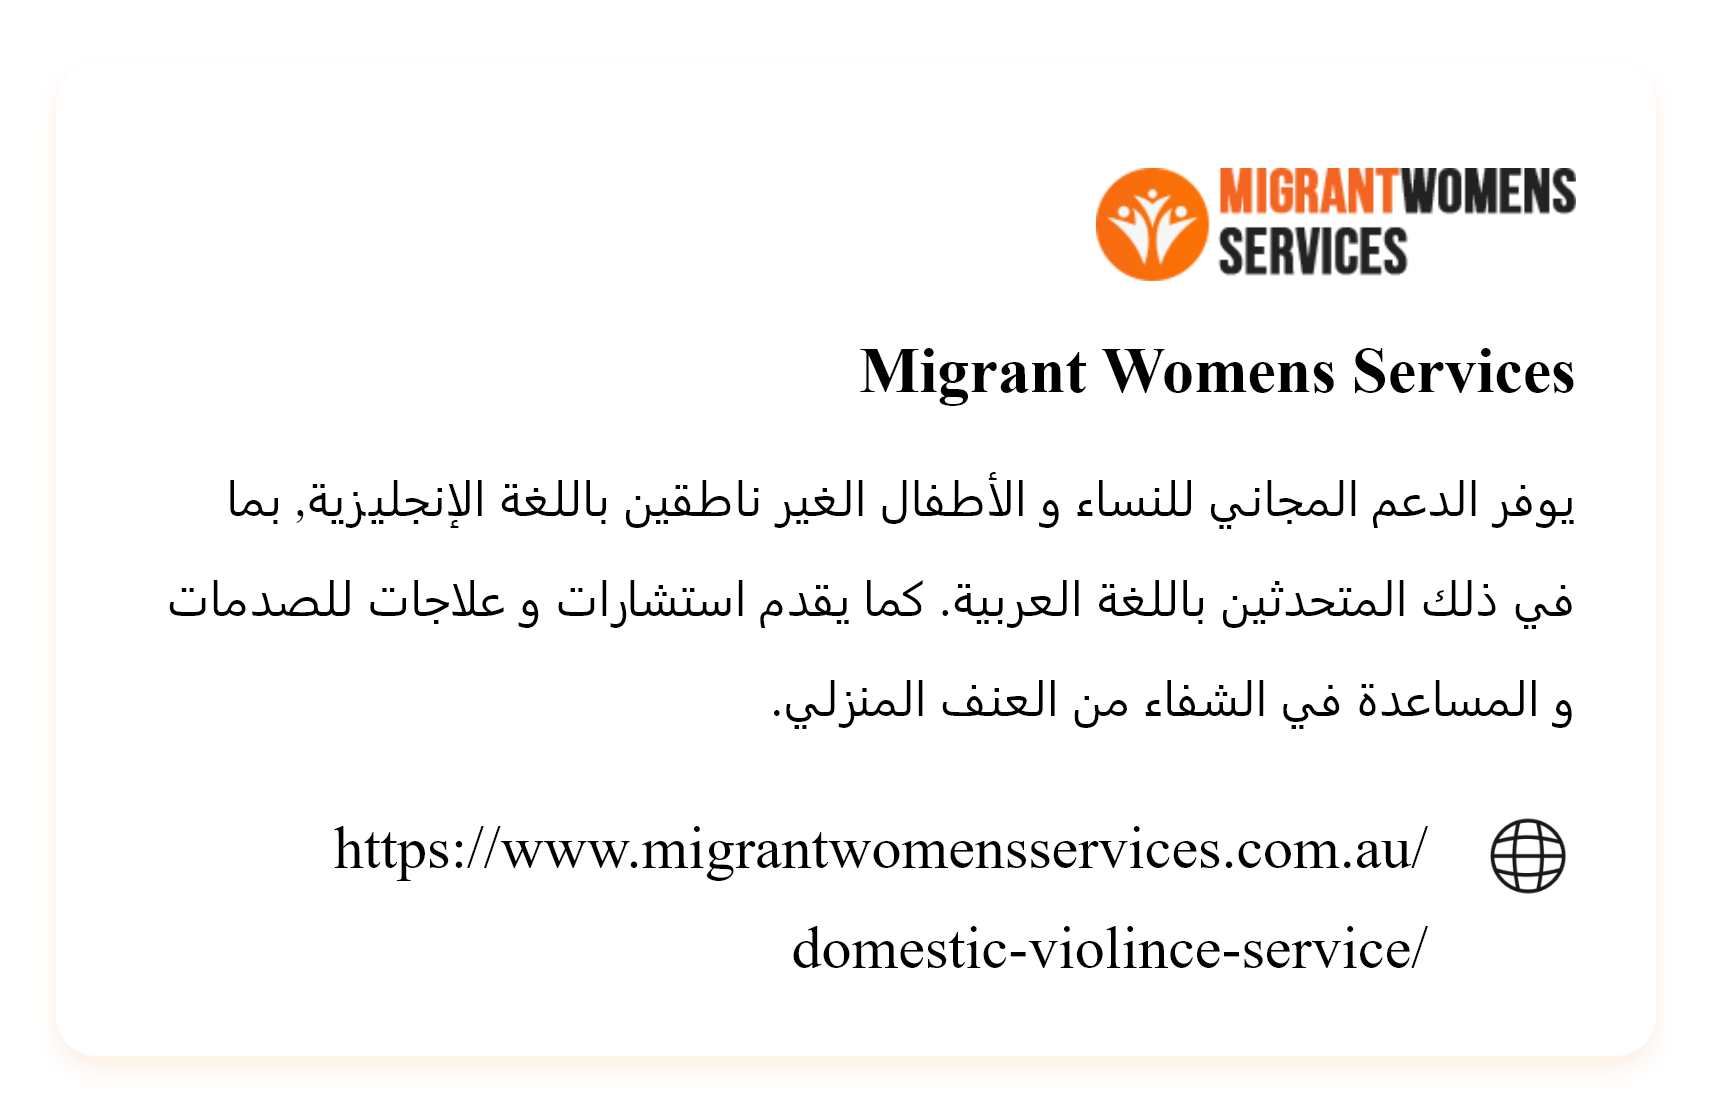 MIGRANTWOMENS
SERVICES
Migrant Womens Services
يوفر الدعم المجاني للنساء و الأطفال الغير ناطقين باللغة الإنجليزية, بما
في ذلك المتحدثين باللغة العربية. كما يقدم استشارات و علاجات للصدمات
و المساعدة في الشفاء من العنف المنزلي.
https://www.migrantwomensservices.com.au/
domestic-violince-service/